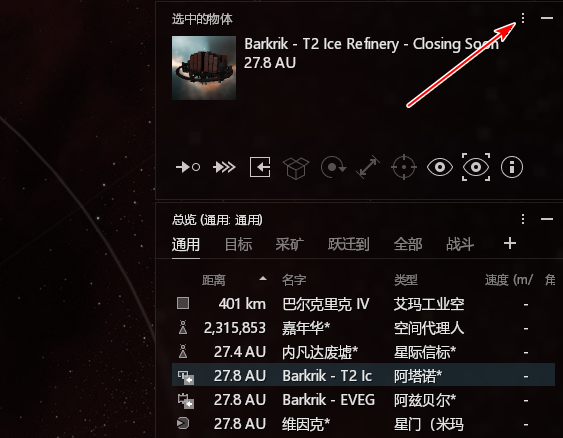 选中的物体
Barkrik - T2 Ice Refinery - Closing Soon
27.8 AU
总览 (通用: 通用)
通用 目标 采矿 跃迁到 全部 战斗 +
距离 名字 类型 速度 (m/ 角
401 km 巴尔克里克 IV 艾玛工业空 -
2,315,853 嘉年华* 空间代理人 -
27.4 AU 内凡达废墟* 星际信标* -
27.8 AU Barkrik - T2 Ic 阿塔诺* -
27.8 AU Barkrik - EVEG 阿兹贝尔* -
27.8 AU 维因克* 星门（米玛 -